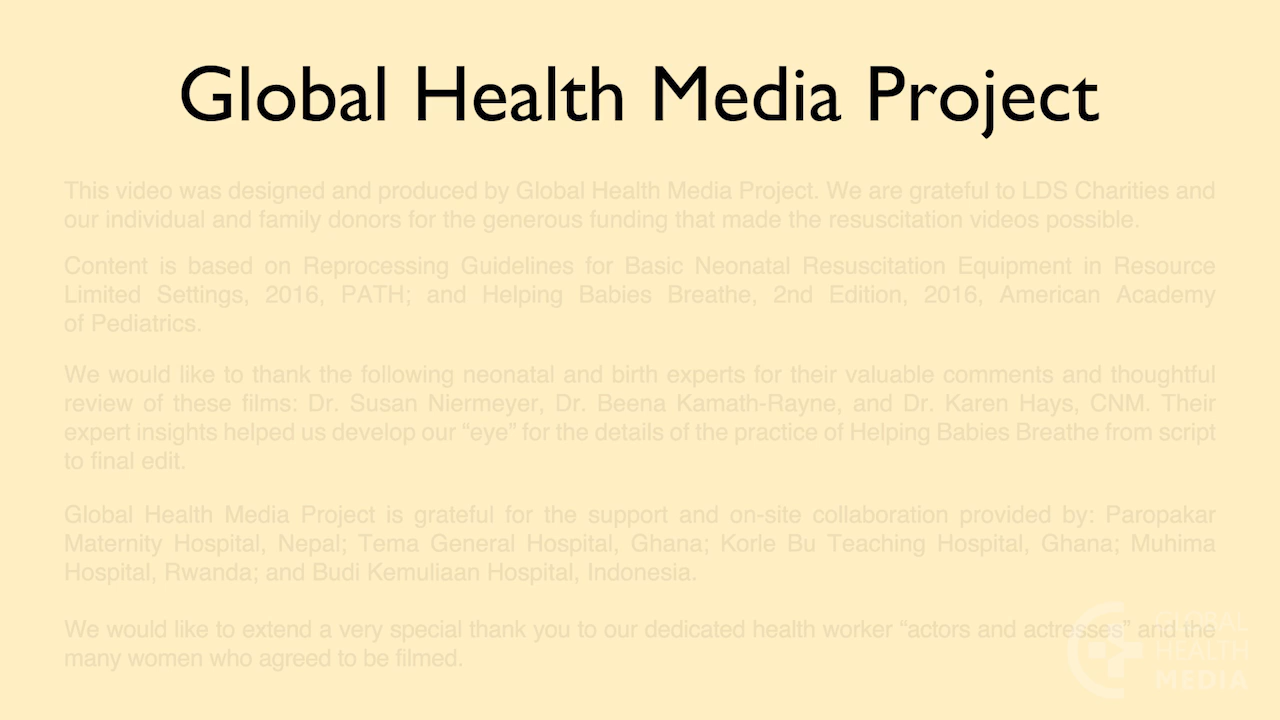 Global Health Media Project
This video was designed and produced by Global Health Media Project. We are grateful to LDS Charities and
our individual and family donors for the generous funding that made the resuscitation videos possible.
Content is based on Reprocessing Guidelines for Basic Neonatal Resuscitation Equipment in Resource
Limited Settings, 2016, PATH; and Helping Babies Breathe, 2nd Edition, 2016, American Academy
of Pediatrics.
We would like to thank the following neonatal and birth experts for their valuable comments and thoughtful
review of these films: Dr. Susan Niermeyer, Dr. Beena Kamath-Rayne, and Dr. Karen Hays, CNM. Their
expert insights helped us develop our “eye” for the details of the practice of Helping Babies Breathe from script
to final edit.
Global Health Media Project is grateful for the support and on-site collaboration provided by: Paropakar
Maternity Hospital, Nepal; Tema General Hospital, Ghana; Korle Bu Teaching Hospital, Ghana; Muhima
Hospital, Rwanda; and Budi Kemuliaan Hospital, Indonesia.
We would like to extend a very special thank you to our dedicated health worker “actors and actresses” and the
many women who agreed to be filmed.
GLOBAL
HEALTH
MEDIA